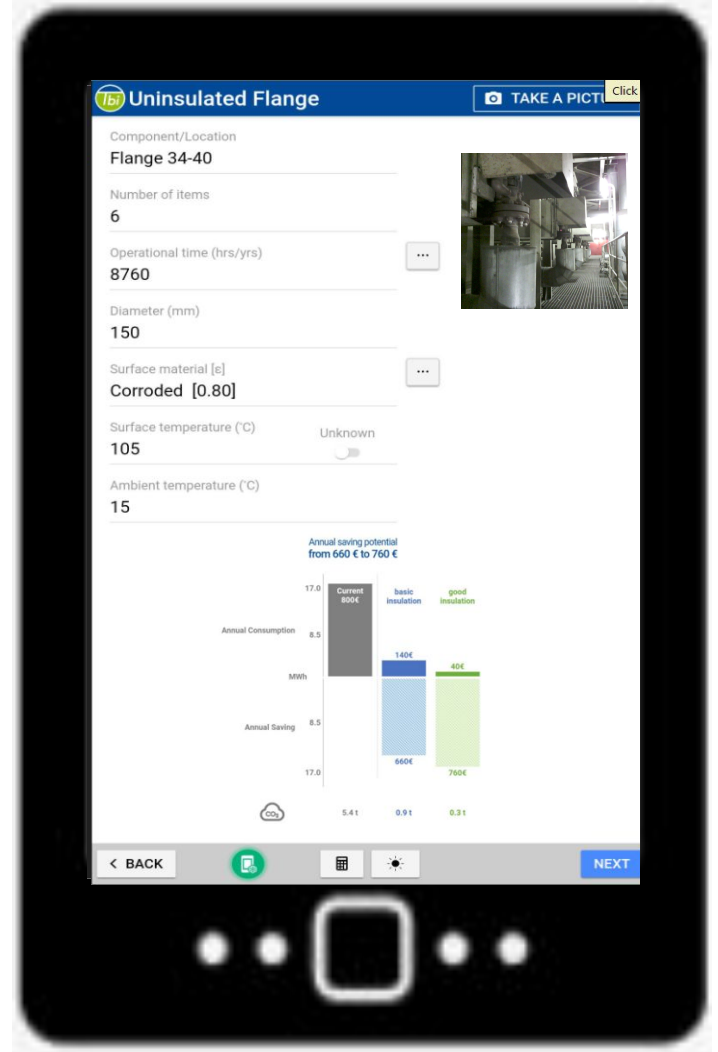 Tbi Uninsulated Flange
TAKE A PICTU
Click
Component/Location
Flange 34-40
Number of items
6
Operational time (hrs/yrs)
...
8760
Diameter (mm)
150
Surface material [ε]
...
Corroded [0.80]
Surface temperature (°C)
Unknown
105
Ambient temperature (°C)
15
Annual saving potential
from 660 € to 760 €
17.0
Current
800€
basic
insulation
good
insulation
Annual Consumption
8.5
140€
40€
MWh
Annual Saving
8.5
660€
17.0
760€
CO₂
5.4 t
0.9 t
0.3 t
< BACK
NEXT